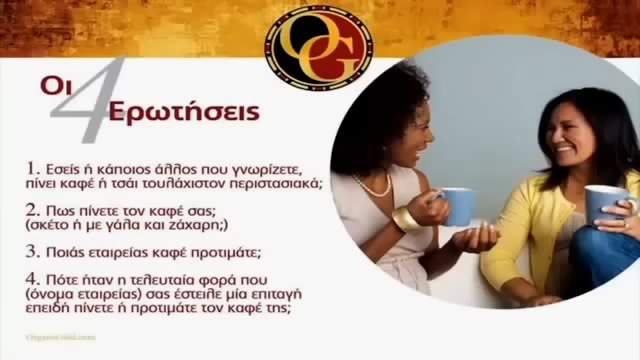 OG
Οι 4 Ερωτήσεις
1. Εσείς ή κάποιος άλλος που γνωρίζετε,
πίνει καφέ ή τσάι τουλάχιστον περιστασιακά;
2. Πως πίνετε τον καφέ σας;
(σκέτο ή με γάλα και ζάχαρη;)
3. Ποιάς εταιρείας καφέ προτιμάτε;
4. Πότε ήταν η τελευταία φορά που
(όνομα εταιρείας) σας έστειλε μία επιταγή
επειδή πίνετε ή προτιμάτε τον καφέ της;
OrganoGold.com